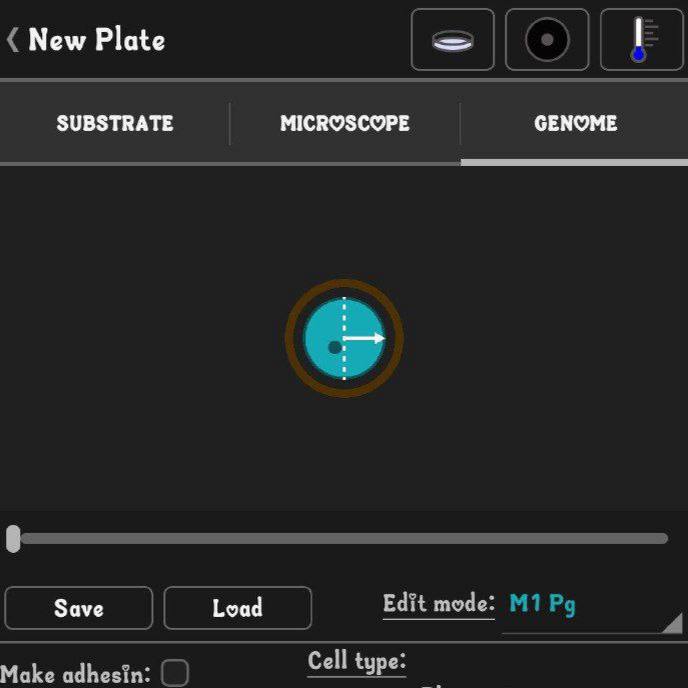 New Plate
SUBSTRATE MICROSCOPE GENOME
Save Load Edit mode: M1 Pg
Make adhesin: Cell type: